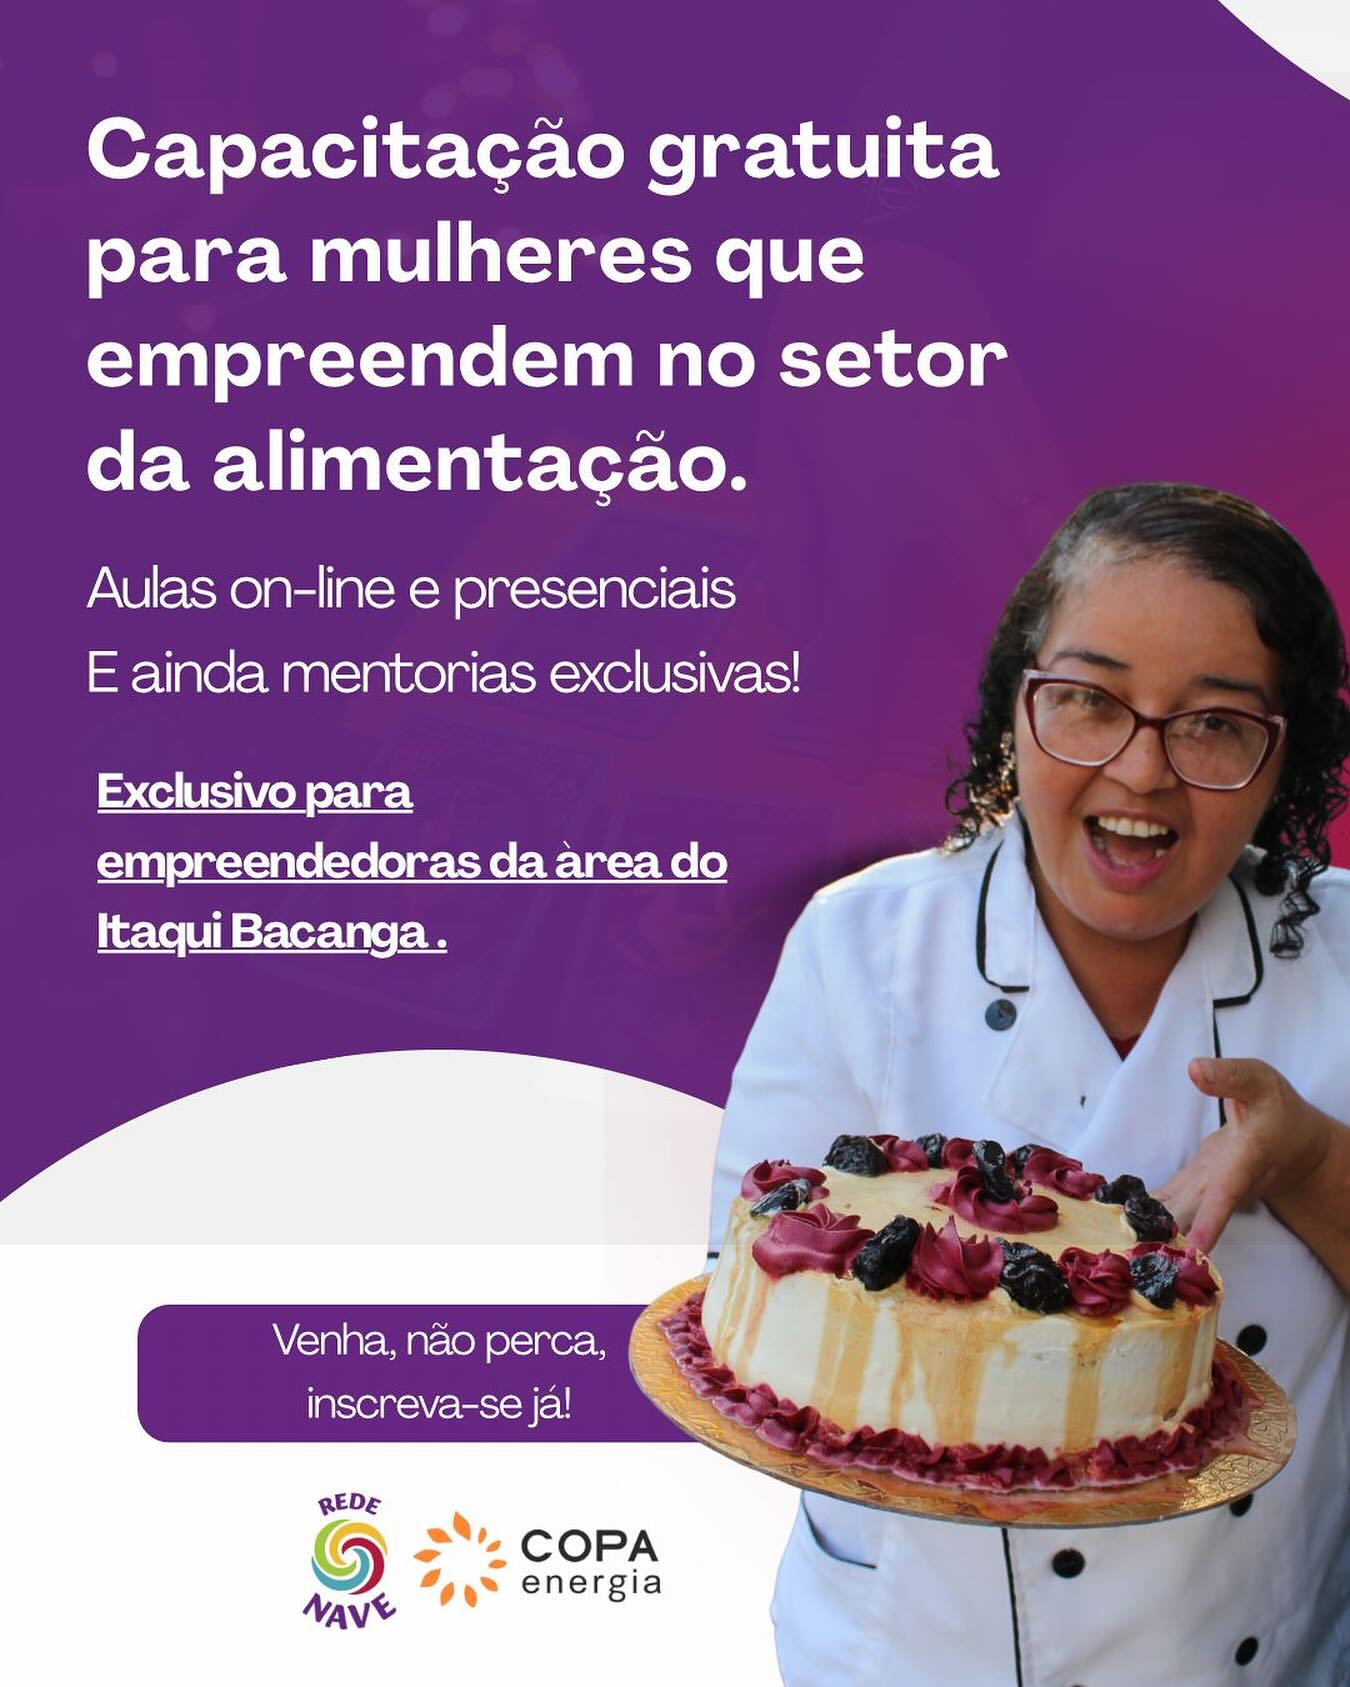 Capacitação gratuita
para mulheres que
empreendem no setor
da alimentação.
Aulas on-line e presenciais
E ainda mentorias exclusivas!
Exclusivo para
empreendedoras da àrea do
Itaqui Bacanga .
Venha, não perca,
inscreva-se já!
REDE
NAVE
COPA
energia